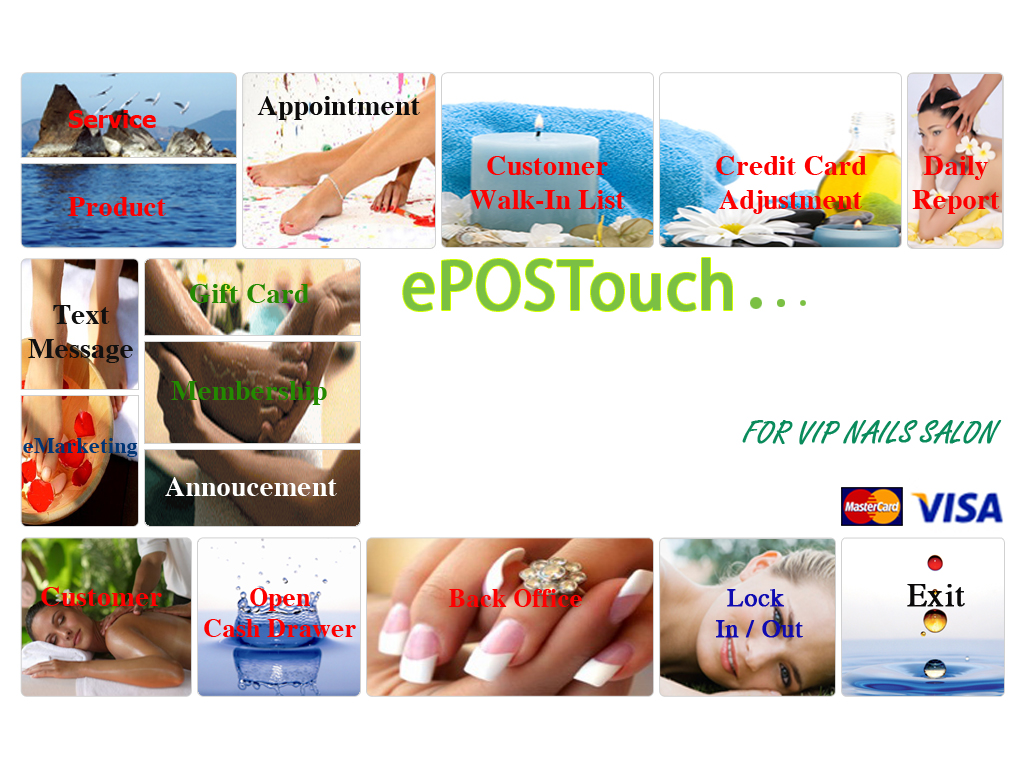 Service
Product
Appointment
Customer
Walk-In List
Credit Card
Adjustment
Daily
Report
Text
Message
eMarketing
Gift Card
Membership
Annoucement
ePOSTouch...
FOR VIP NAILS SALON
MasterCard
VISA
Customer
Open
Cash Drawer
Back Office
Lock
In / Out
Exit